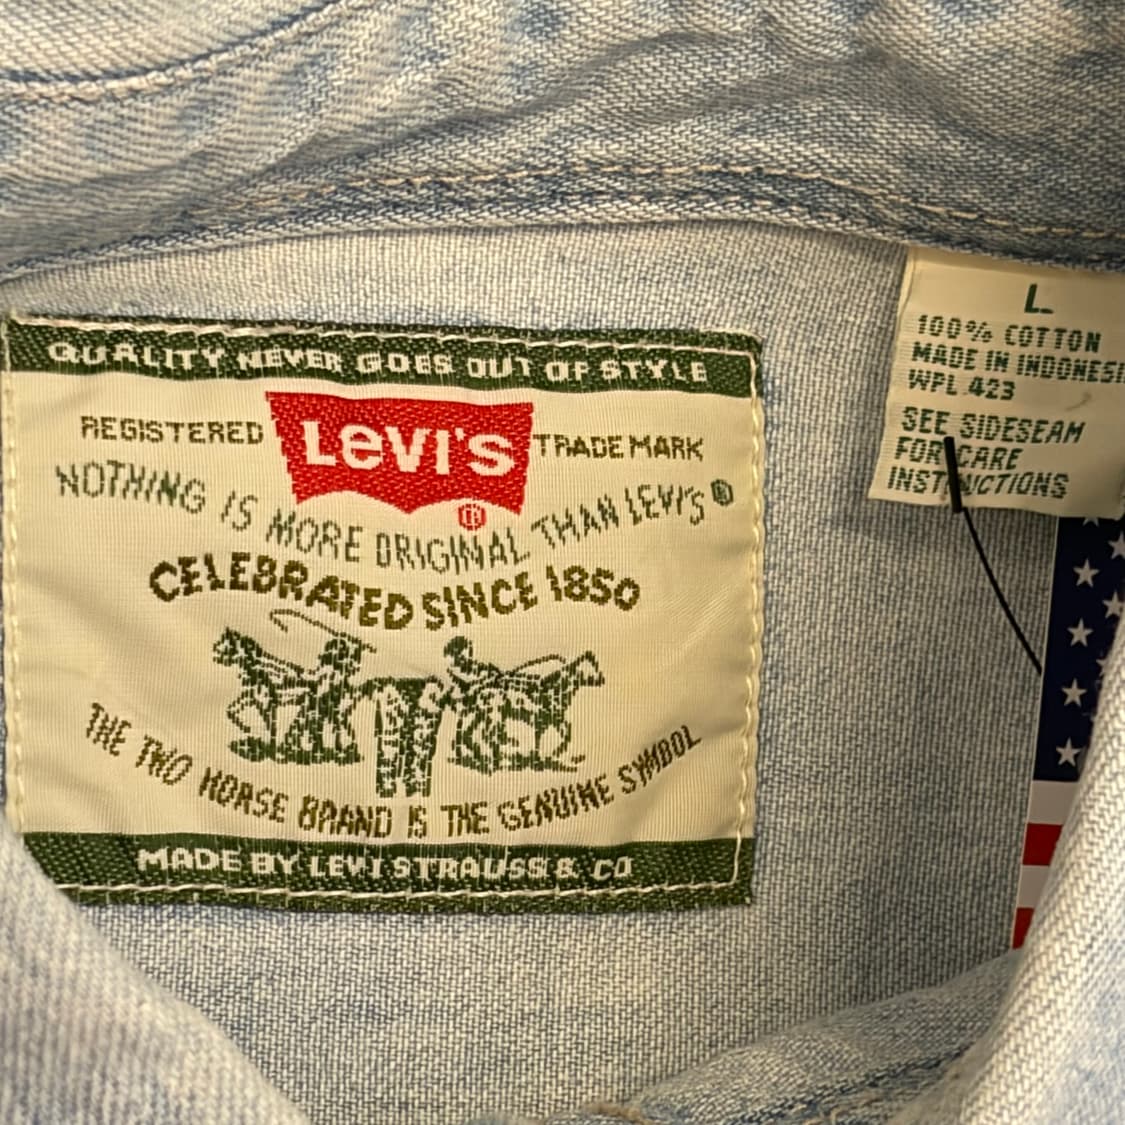 QUALITY NEVER GOES OUT OF STYLE
REGISTERED LEVI'S TRADE MARK
®
NOTHING IS MORE ORIGINAL THAN LEVI'S®
CELEBRATED SINCE 1850
THE TWO HORSE BRAND IS THE GENUINE SYMBOL
MADE BY LEVI STRAUSS & CO
L
100% COTTON
MADE IN INDONESI
WPL 423
SEE SIDESEAM
FOR CARE
INSTRUCTIONS